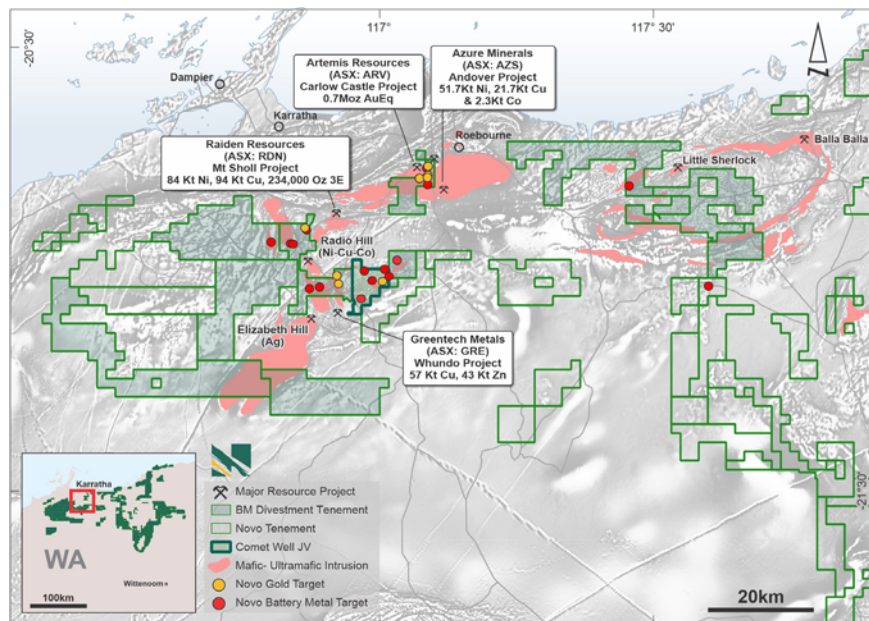 117°
117° 30'
-20°30
Artemis Resources
(ASX: ARV)
Carlow Castle Project
0.7Moz AuEq
Azure Minerals
(ASX: AZS)
Andover Project
51.7Kt Ni, 21.7Kt Cu
& 2.3Kt Co
Z
Dampier
Karratha
Roebourne
Balla Balla
Little Sherlock
Raiden Resources
(ASX: RDN)
Mt Sholl Project
84 Kt Ni, 94 Kt Cu, 234,000 Oz 3E
Radio Hill
(Ni-Cu-Co)
Elizabeth Hill
(Ag)
Greentech Metals
(ASX: GRE)
Whundo Project
57 Kt Cu, 43 Kt Zn
-21°30
Karratha
WA
Wittenoom
100km
Major Resource Project
BM Divestment Tenement
Novo Tenement
Comet Well JV
Mafic- Ultramafic Intrusion
Novo Gold Target
Novo Battery Metal Target
20km